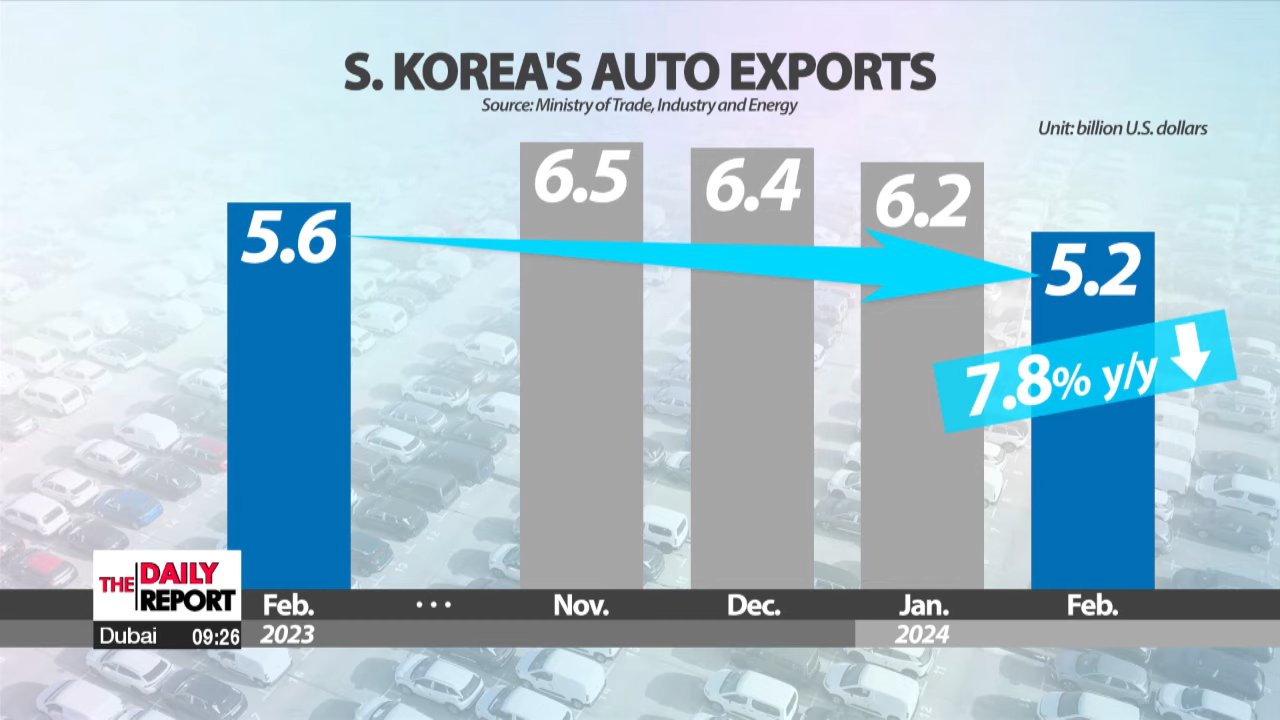 S. KOREA'S AUTO EXPORTS
Source: Ministry of Trade, Industry and Energy
Unit: billion U.S. dollars
5.6
6.5
6.4
6.2
5.2
7.8% y/y
Feb. ... Nov. Dec. Jan. Feb.
2023 2024
THE DAILY REPORT
Dubai 09:26